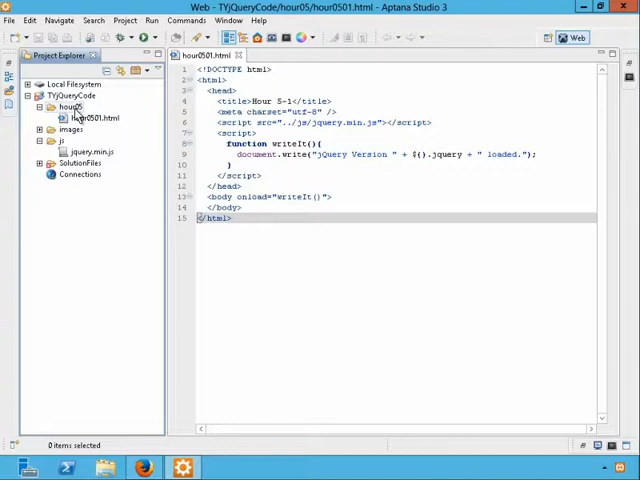 Web - TYjQueryCode/hour05/hour0501.html - Aptana Studio 3
File Edit Navigate Search Project Run Commands Window Help
Web
Project Explorer
Local Filesystem
TYjQueryCode
hour05
hour0501.html
images
js
jquery.min.js
SolutionFiles
Connections
hour0501.html
1 <!DOCTYPE html>
2 <html>
3 <head>
4 <title>Hour 5-1</title>
5 <meta charset="utf-8" />
6 <script src="../js/jquery.min.js"></script>
7 <script>
8 function writeIt(){
9 document.write("jQuery Version " + $().jquery + " loaded.");
10 }
11 </script>
12 </head>
13 <body onload="writeIt()">
14 </body>
15 </html>
0 items selected